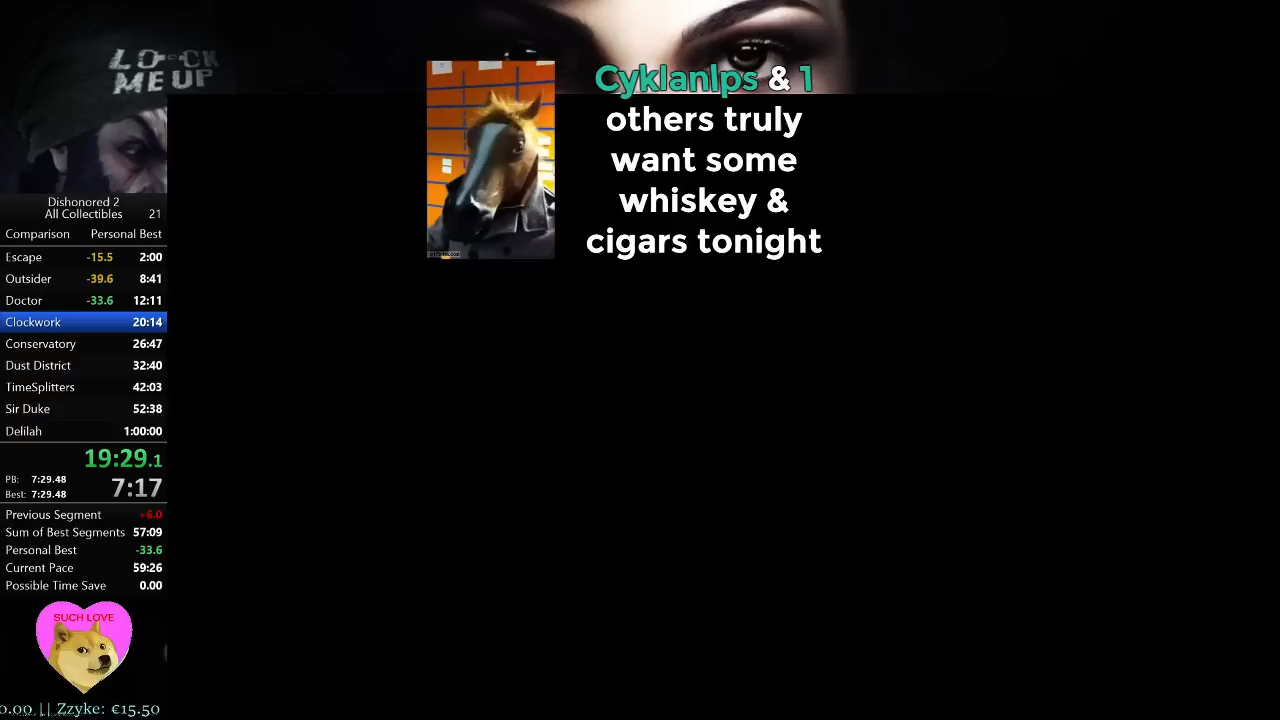 LOCK
ME UP
Cyklanlps & 1
others truly
want some
whiskey &
cigars tonight
Dishonored 2
All Collectibles 21
Comparison Personal Best
Escape -15.5 2:00
Outsider -39.6 8:41
Doctor -33.6 12:11
Clockwork 20:14
Conservatory 26:47
Dust District 32:40
TimeSplitters 42:03
Sir Duke 52:38
Delilah 1:00:00
19:29.1
PB: 7:29.48
Best: 7:29.48
7:17
Previous Segment +6.0
Sum of Best Segments 57:09
Personal Best -33.6
Current Pace 59:26
Possible Time Save 0.00
SUCH LOVE
0.00 || Zzyke: €15.50